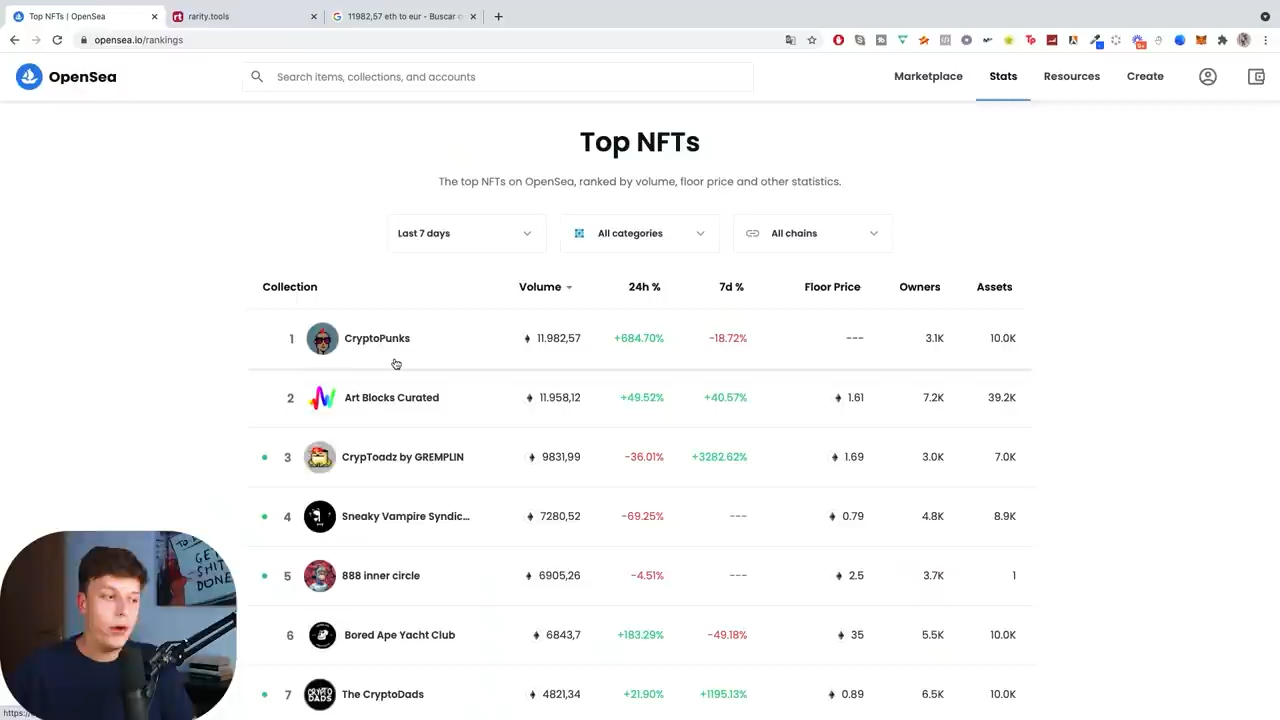 Top NFTs | OpenSea
rarity.tools
11982,57 eth to eur - Buscar c
opensea.io/rankings
OpenSea
Search items, collections, and accounts
Marketplace
Stats
Resources
Create
Top NFTs
The top NFTs on OpenSea, ranked by volume, floor price and other statistics.
Last 7 days
All categories
All chains
Collection Volume 24h % 7d % Floor Price Owners Assets
1 CryptoPunks 11.982,57 +684.70% -18.72% --- 3.1K 10.0K
2 Art Blocks Curated 11.958,12 +49.52% +40.57% 1.61 7.2K 39.2K
3 CrypToadz by GREMPLIN 9831,99 -36.01% +3282.62% 1.69 3.0K 7.0K
4 Sneaky Vampire Syndic... 7280,52 -69.25% --- 0.79 4.8K 8.9K
5 888 inner circle 6905,26 -4.51% --- 2.5 3.7K 1
6 Bored Ape Yacht Club 6843,7 +183.29% -49.18% 35 5.5K 10.0K
7 The CryptoDads 4821,34 +21.90% +1195.13% 0.89 6.5K 10.0K
CRYPTO
DADS
GET
SHIT
DONE
https:/